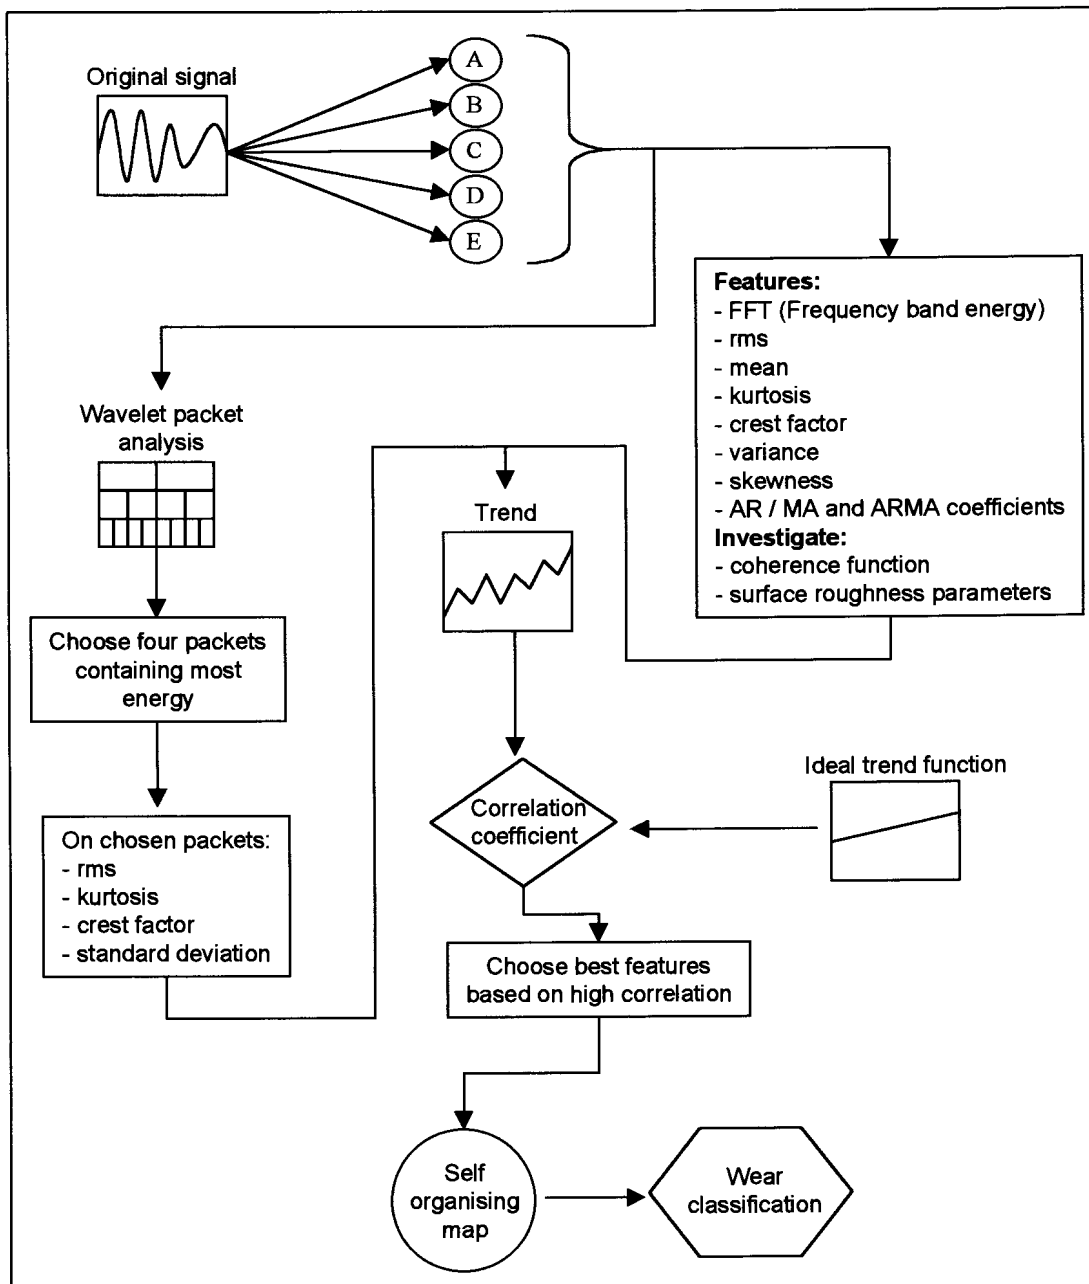 Original signal
A
B
C
D
E
Features:
- FFT (Frequency band energy)
- rms
- mean
- kurtosis
- crest factor
- variance
- skewness
- AR / MA and ARMA coefficients
Investigate:
- coherence function
- surface roughness parameters
Wavelet packet
analysis
Trend
Choose four packets
containing most
energy
On chosen packets:
- rms
- kurtosis
- crest factor
- standard deviation
Ideal trend function
Correlation
coefficient
Choose best features
based on high correlation
Self
organising
map
Wear
classification